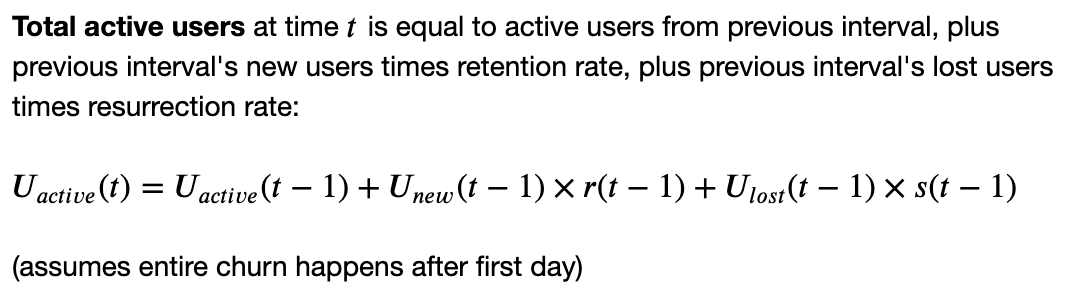 Total active users at time t is equal to active users from previous interval, plus
previous interval's new users times retention rate, plus previous interval's lost users
times resurrection rate:
U_active(t) = U_active(t − 1) + U_new(t − 1) × r(t − 1) + U_lost(t − 1) × s(t − 1)
(assumes entire churn happens after first day)